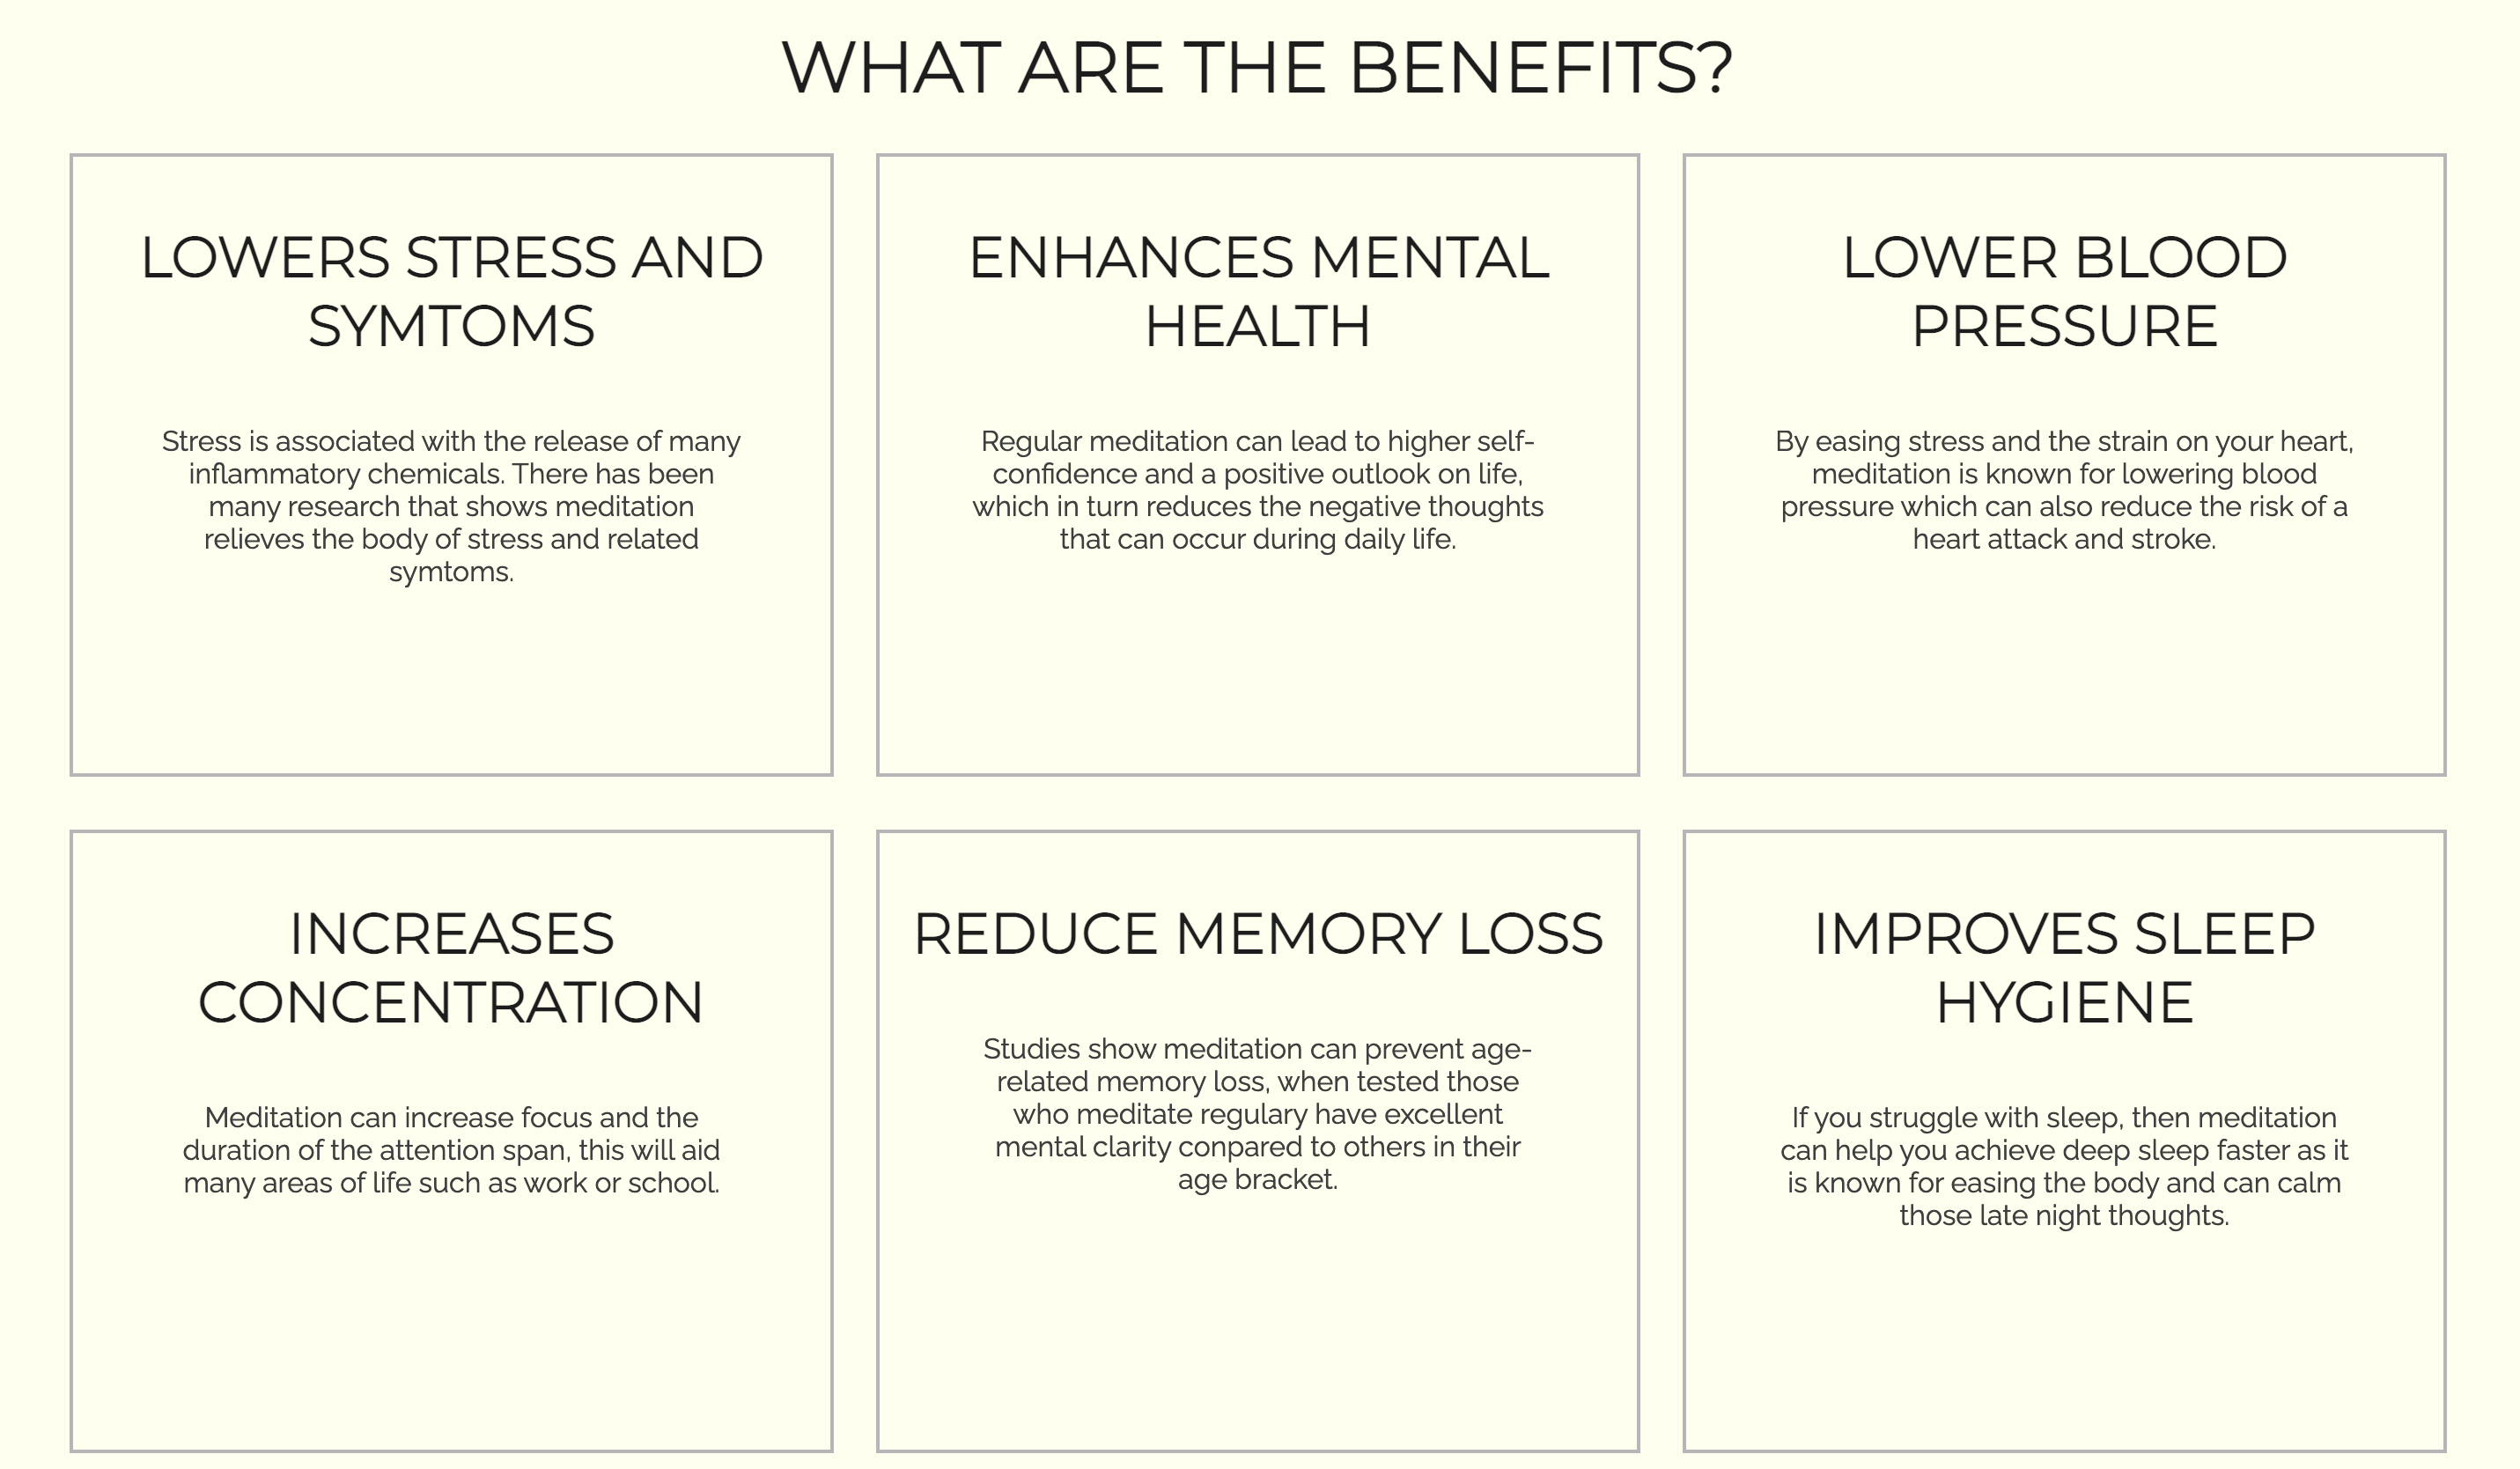 WHAT ARE THE BENEFITS?
LOWERS STRESS AND
SYMTOMS
Stress is associated with the release of many
inflammatory chemicals. There has been
many research that shows meditation
relieves the body of stress and related
symtoms.
ENHANCES MENTAL
HEALTH
Regular meditation can lead to higher self-
confidence and a positive outlook on life,
which in turn reduces the negative thoughts
that can occur during daily life.
LOWER BLOOD
PRESSURE
By easing stress and the strain on your heart,
meditation is known for lowering blood
pressure which can also reduce the risk of a
heart attack and stroke.
INCREASES
CONCENTRATION
Meditation can increase focus and the
duration of the attention span, this will aid
many areas of life such as work or school.
REDUCE MEMORY LOSS
Studies show meditation can prevent age-
related memory loss, when tested those
who meditate regulary have excellent
mental clarity conpared to others in their
age bracket.
IMPROVES SLEEP
HYGIENE
If you struggle with sleep, then meditation
can help you achieve deep sleep faster as it
is known for easing the body and can calm
those late night thoughts.